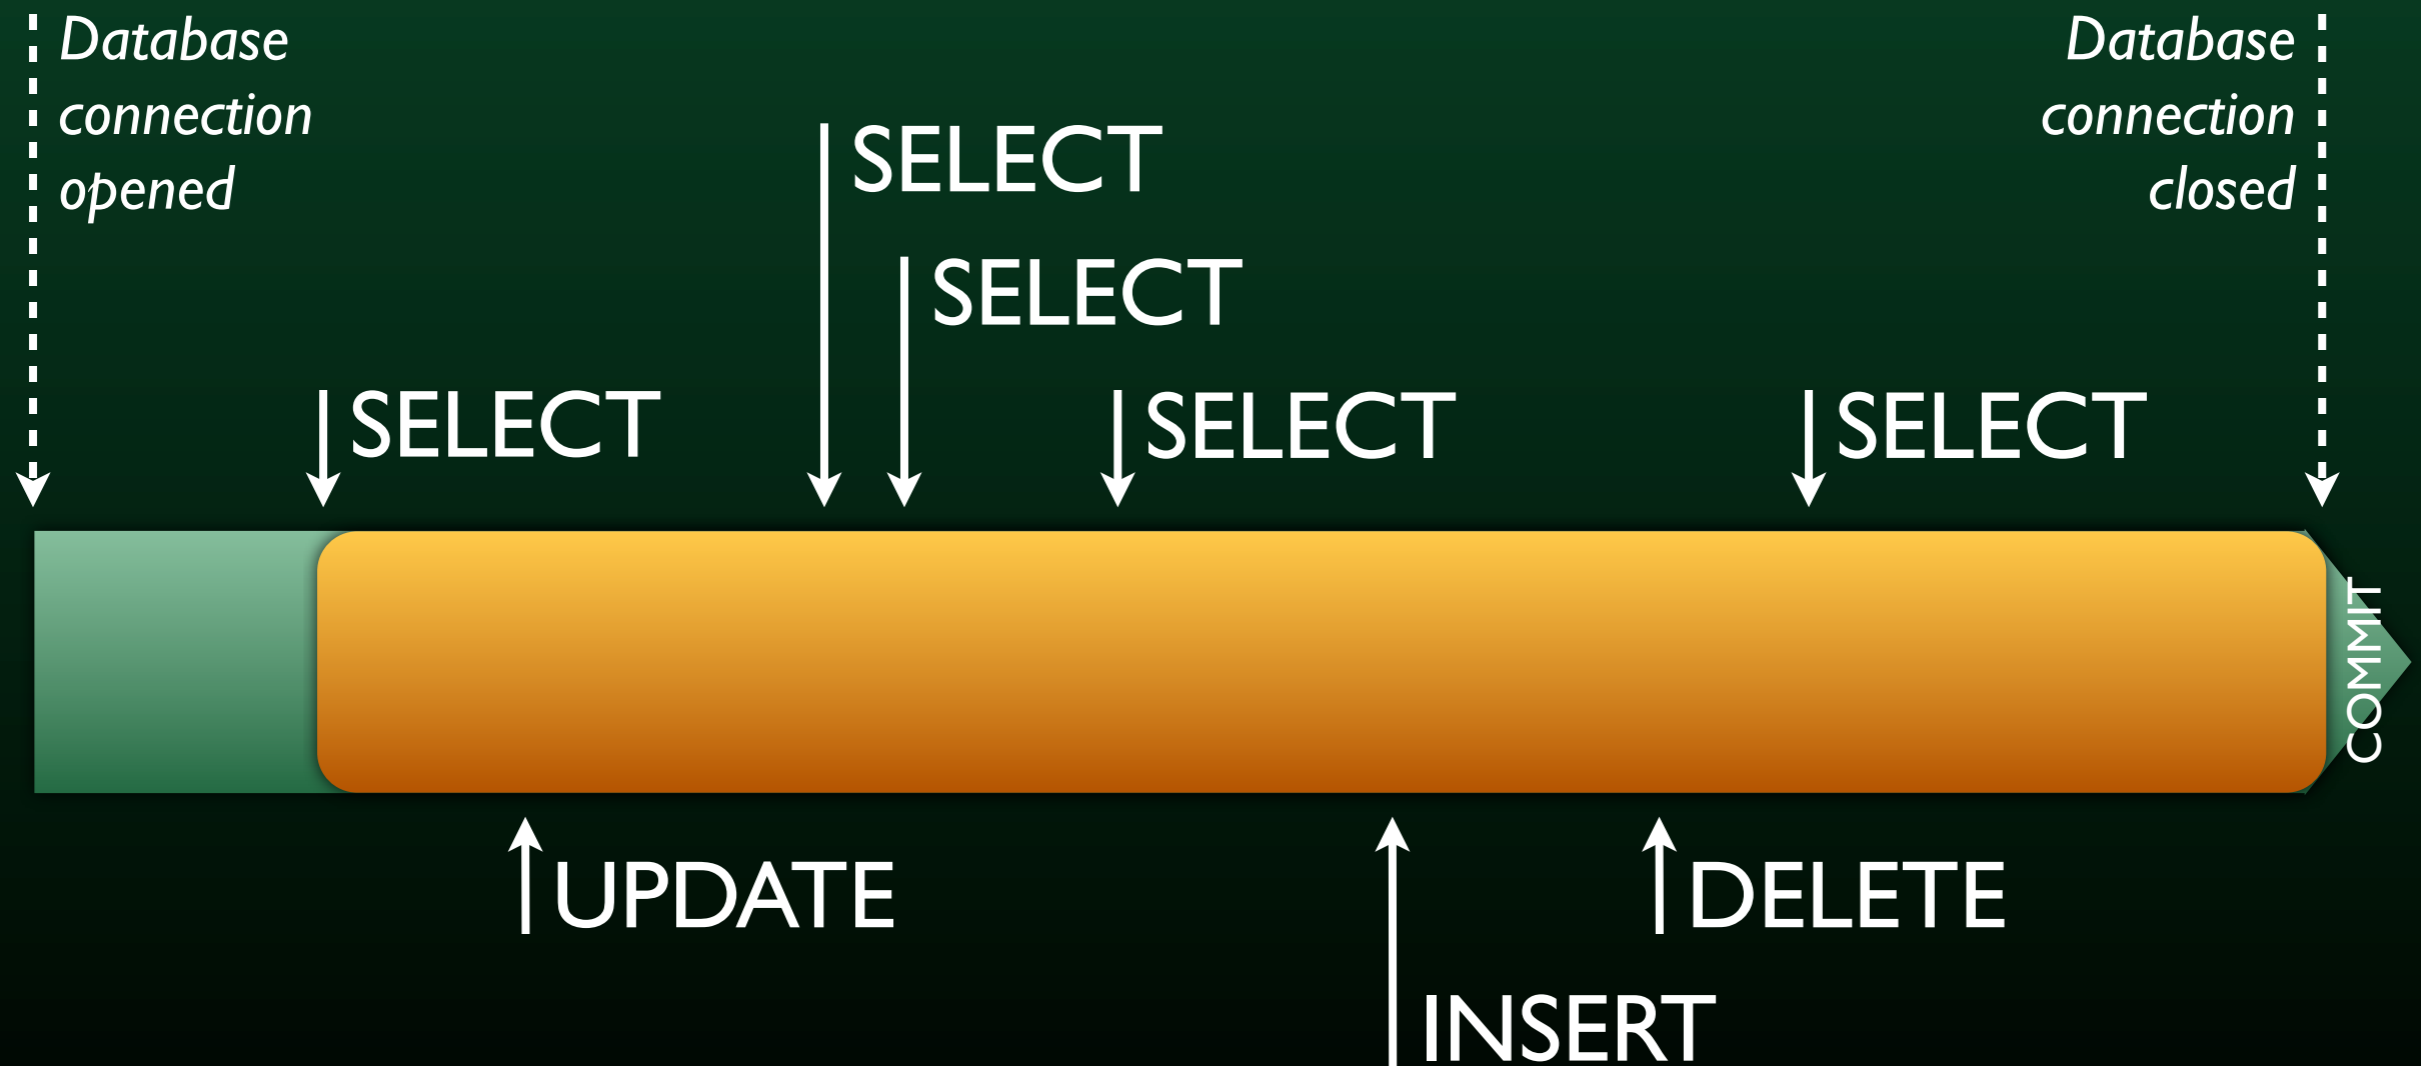 Database
connection
opened
Database
connection
closed
SELECT
SELECT
SELECT
SELECT
SELECT
COMMIT
UPDATE
DELETE
INSERT